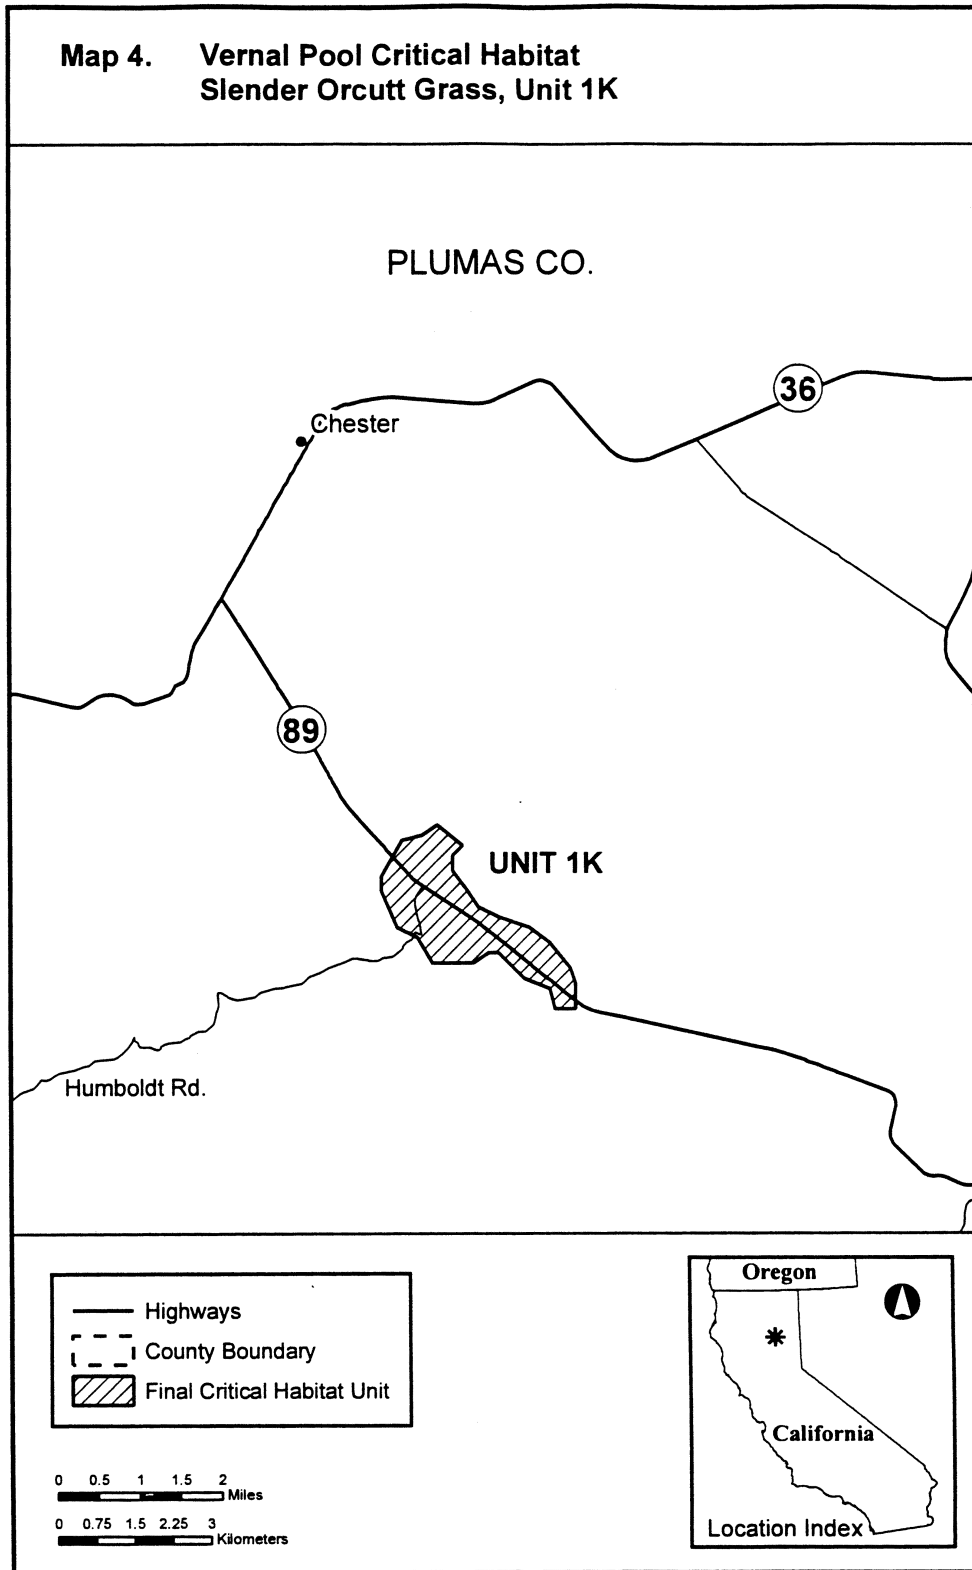 Map 4. Vernal Pool Critical Habitat
Slender Orcutt Grass, Unit 1K
PLUMAS CO.
36
Chester
89
UNIT 1K
Humboldt Rd.
Highways
County Boundary
Final Critical Habitat Unit
0 0.5 1 1.5 2
Miles
0 0.75 1.5 2.25 3
Kilometers
Oregon
California
Location Index